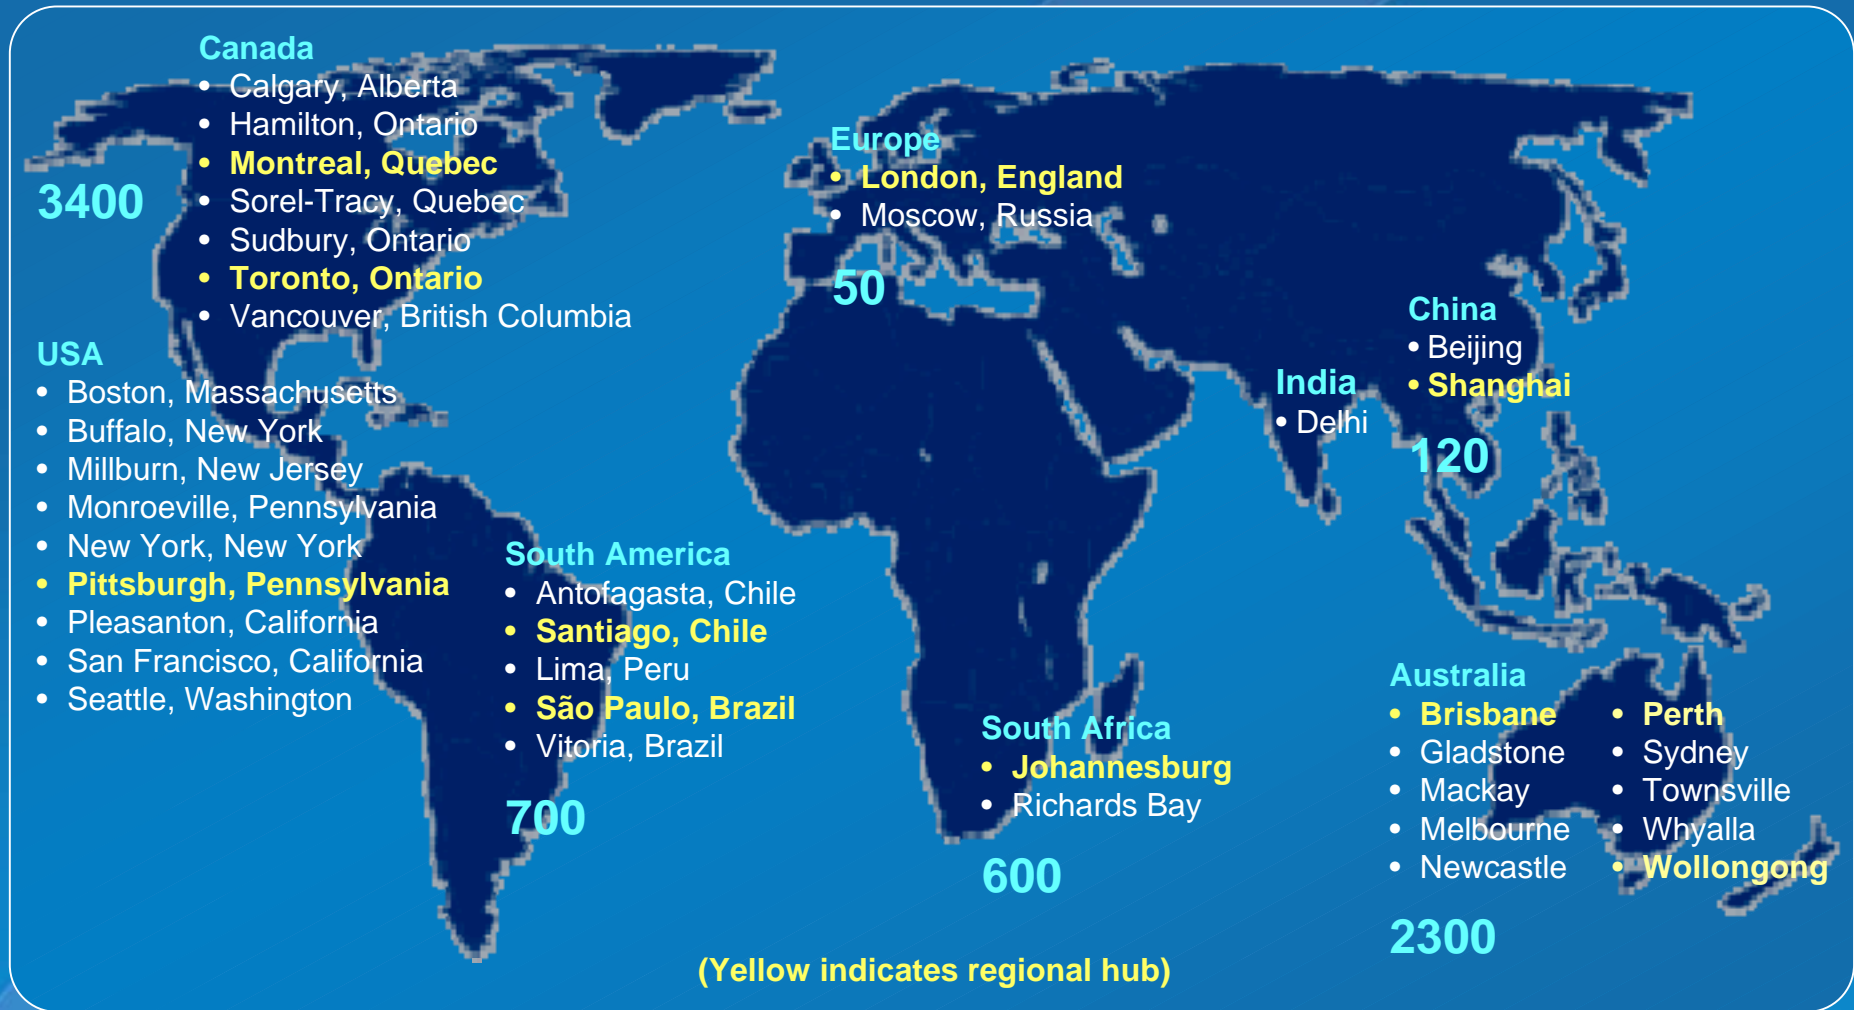 Canada
• Calgary, Alberta
• Hamilton, Ontario
• Montreal, Quebec
• Sorel-Tracy, Quebec
• Sudbury, Ontario
• Toronto, Ontario
• Vancouver, British Columbia
3400
USA
• Boston, Massachusetts
• Buffalo, New York
• Millburn, New Jersey
• Monroeville, Pennsylvania
• New York, New York
• Pittsburgh, Pennsylvania
• Pleasanton, California
• San Francisco, California
• Seattle, Washington
South America
• Antofagasta, Chile
• Santiago, Chile
• Lima, Peru
• São Paulo, Brazil
• Vitoria, Brazil
700
Europe
• London, England
• Moscow, Russia
50
South Africa
• Johannesburg
• Richards Bay
600
India
• Delhi
China
• Beijing
• Shanghai
120
Australia
• Brisbane
• Gladstone
• Mackay
• Melbourne
• Newcastle
• Perth
• Sydney
• Townsville
• Whyalla
• Wollongong
2300
(Yellow indicates regional hub)